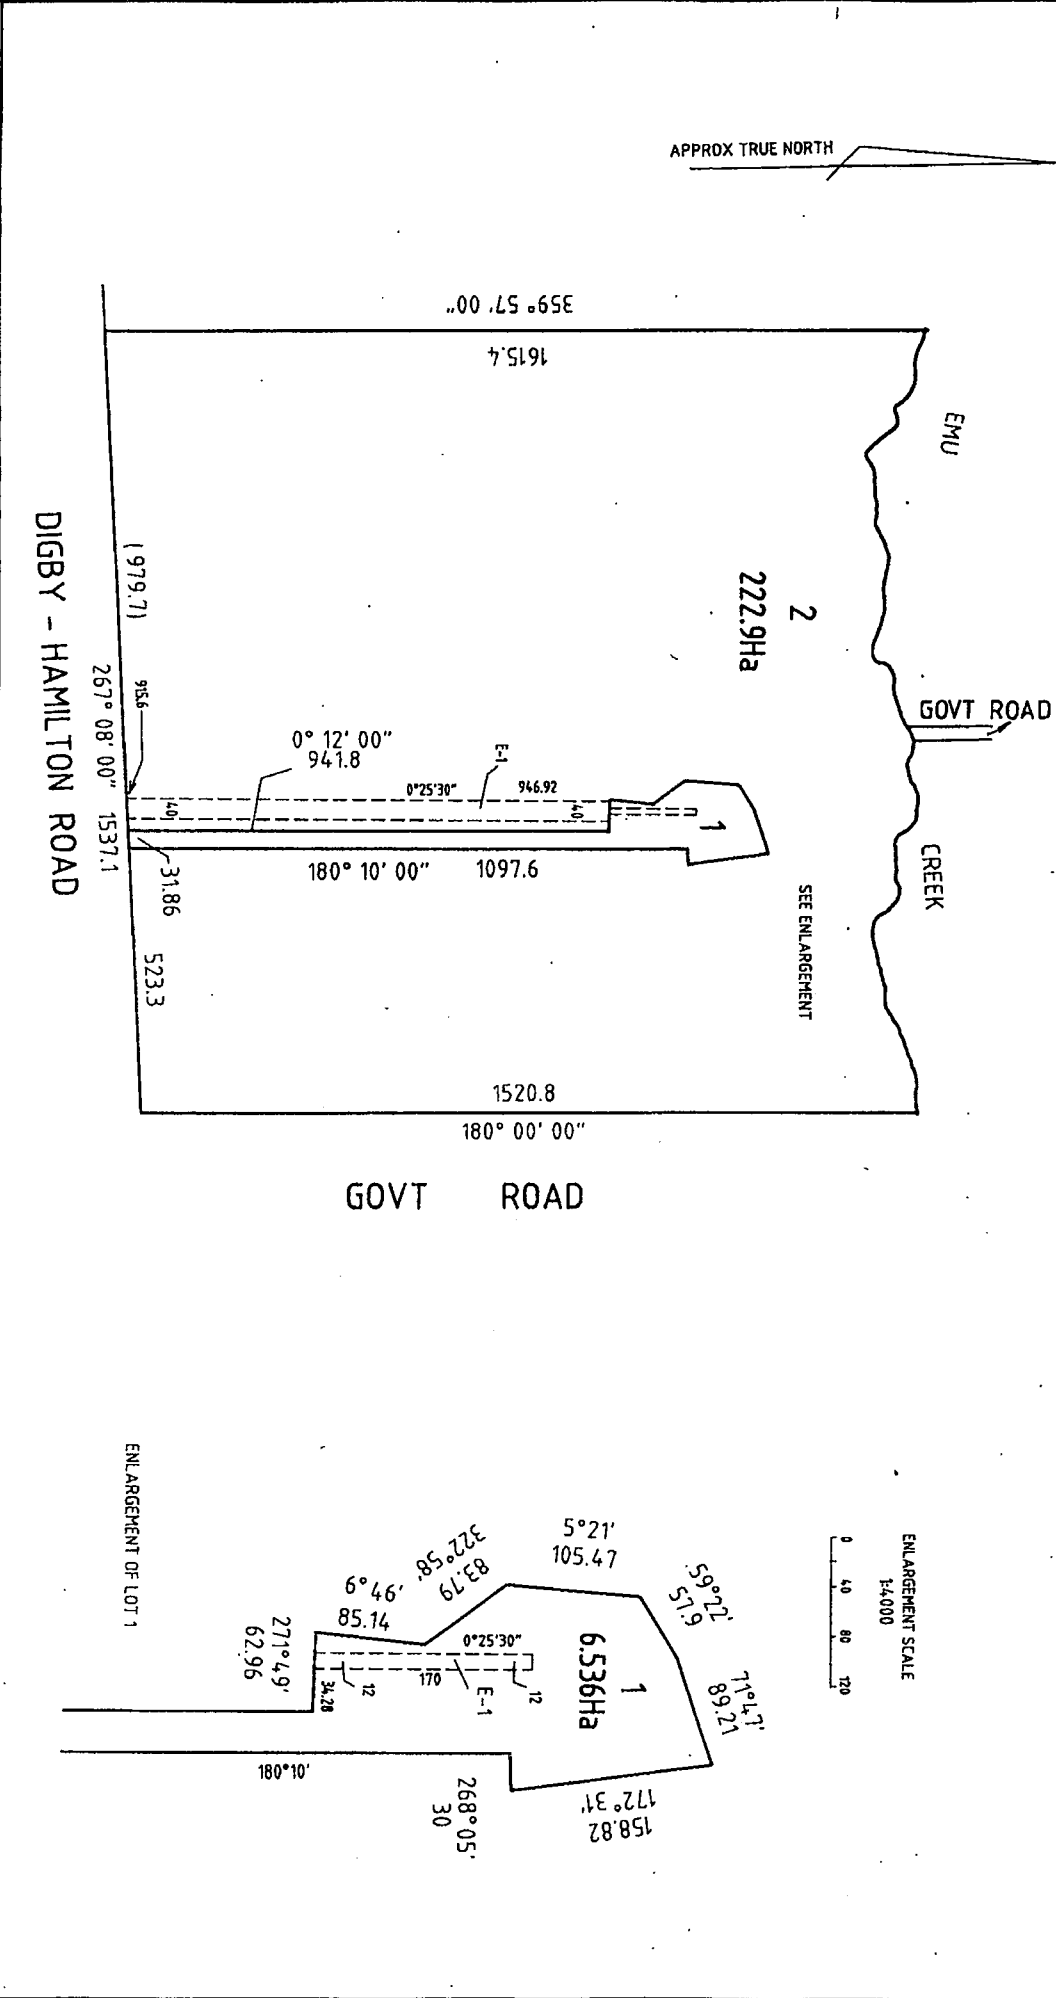 APPROX TRUE NORTH
359° 57' 00"
1615.4
EMU
CREEK
GOVT ROAD
2
222.9Ha
DIGBY - HAMILTON ROAD
(979.7)
267° 08' 00" 1537.1
915.6
0° 12' 00"
941.8
E-1
0°25'30" 946.92
40
40
1
180° 10' 00" 1097.6
31.86
523.3
SEE ENLARGEMENT
1520.8
180° 00' 00"
GOVT ROAD
ENLARGEMENT OF LOT 1
ENLARGEMENT SCALE
1:4000
0 40 80 120
5°21'
105.47
59°22'
57.9
71°47'
89.21
322°58'
83.79
6°46'
85.14
271°49'
62.96
0°25'30"
12
170
E-1
12
34.28
1
6.536Ha
180°10'
268°05'
30
172°31'
158.82